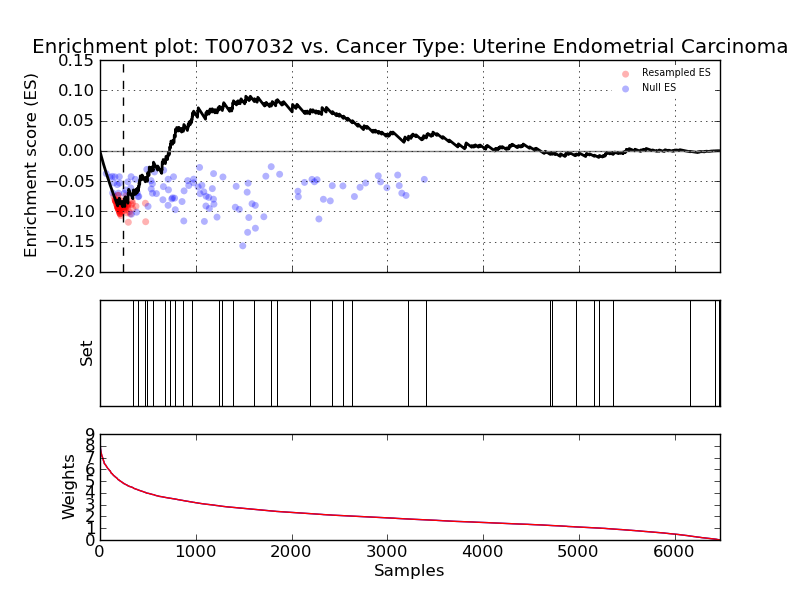 Enrichment plot: T007032 vs. Cancer Type: Uterine Endometrial Carcinoma
Enrichment score (ES)
0.15
0.10
0.05
0.00
−0.05
−0.10
−0.15
−0.20
Resampled ES
Null ES
Set
Weights
9
8
7
6
5
4
3
2
1
0
0 1000 2000 3000 4000 5000 6000
Samples